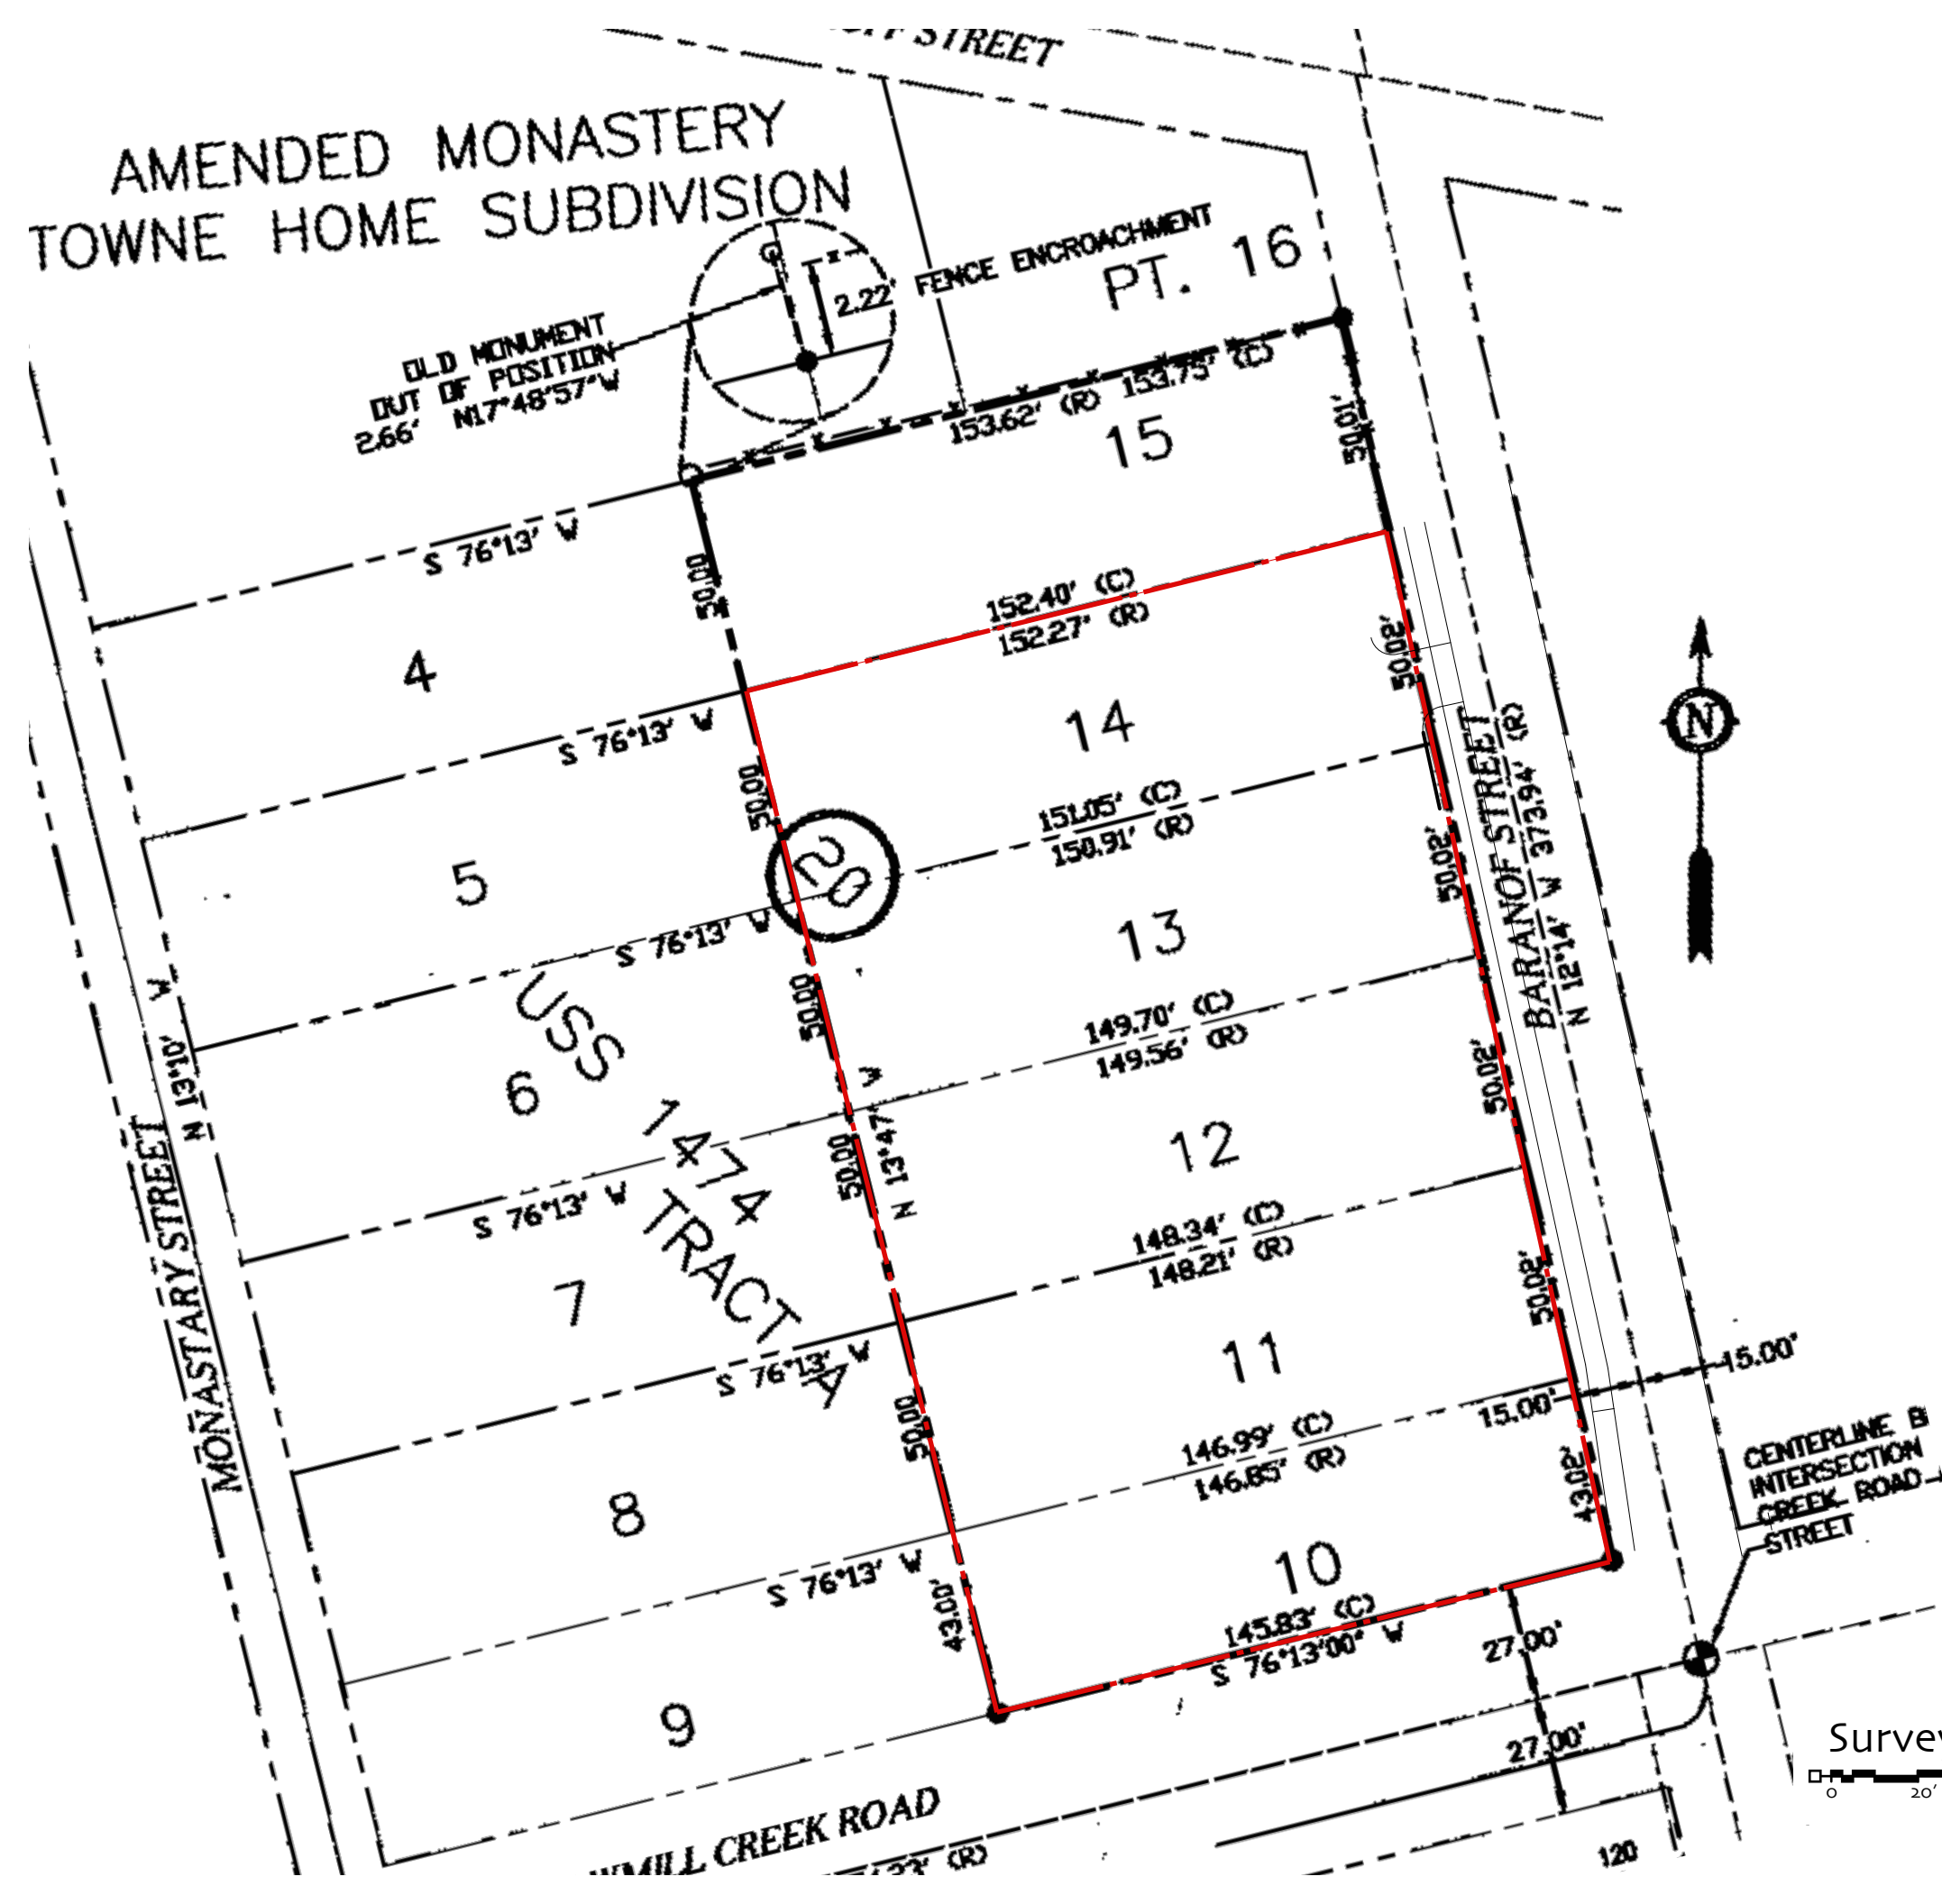 STREET
AMENDED MONASTERY
TOWNE HOME SUBDIVISION
FENCE ENCROACHMENT
PT. 16
2.22'
OLD MONUMENT
OUT OF POSITION
2.66' N17°48'57"W
153.62' (R) 153.75' (C)
15
50.01'
S 76°13' W
50.00
152.40' (C)
152.27' (R)
4
50.02'
14
S 76°13' W
50.00
N
151.05' (C)
150.91' (R)
20
5
50.02'
BARANOF STREET
N 12°14' W 373.94' (R)
13
S 76°13' W
50.00
149.70' (C)
149.56' (R)
USS 1474
TRACT A
6
50.02'
N 13°10' W
MONASTARY STREET
N 13°47' W
50.00
12
S 76°13' W
148.34' (C)
148.21' (R)
7
50.02'
11
S 76°13' W
15.00'
15.00'
50.00
146.99' (C)
146.85' (R)
8
43.02'
CENTERLINE
INTERSECTION
CREEK ROAD
STREET
10
S 76°13' W
43.00'
145.83' (C)
S 76°13'00" W
27.00'
9
27.00'
MILL CREEK ROAD
(R)
120
0 20'